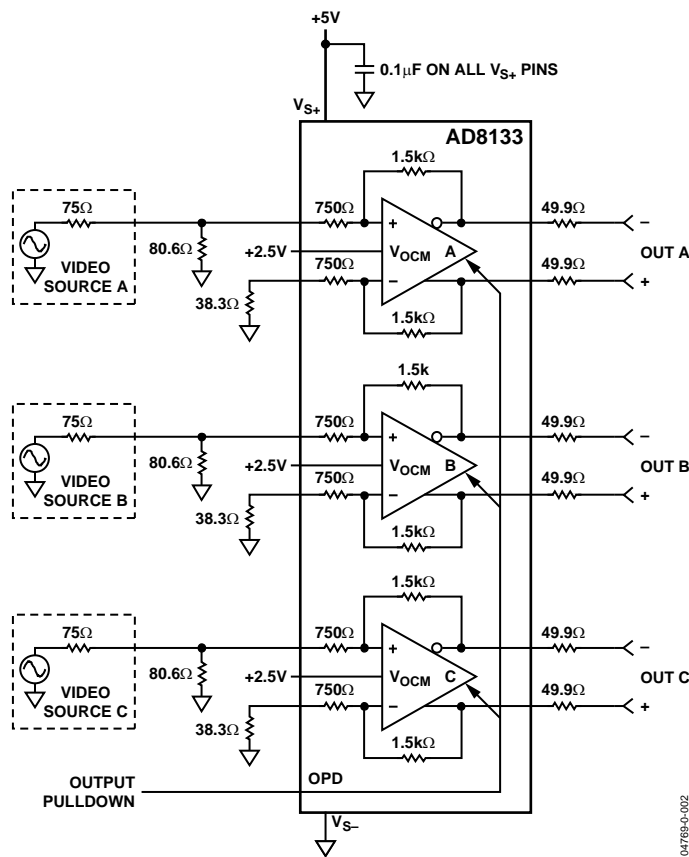 +5V
0.1μF ON ALL VS+ PINS
VS+
AD8133
1.5kΩ
75Ω
750Ω
49.9Ω
+
−
80.6Ω
+2.5V
VOCM
A
OUT A
VIDEO
SOURCE A
750Ω
−
49.9Ω
+
38.3Ω
1.5kΩ
1.5k
75Ω
750Ω
49.9Ω
+
−
80.6Ω
+2.5V
VOCM
B
OUT B
VIDEO
SOURCE B
750Ω
−
49.9Ω
+
38.3Ω
1.5kΩ
1.5kΩ
75Ω
750Ω
49.9Ω
+
−
80.6Ω
+2.5V
VOCM
C
OUT C
VIDEO
SOURCE C
750Ω
−
49.9Ω
+
38.3Ω
1.5kΩ
OUTPUT
PULLDOWN
OPD
VS−
04769-0-002